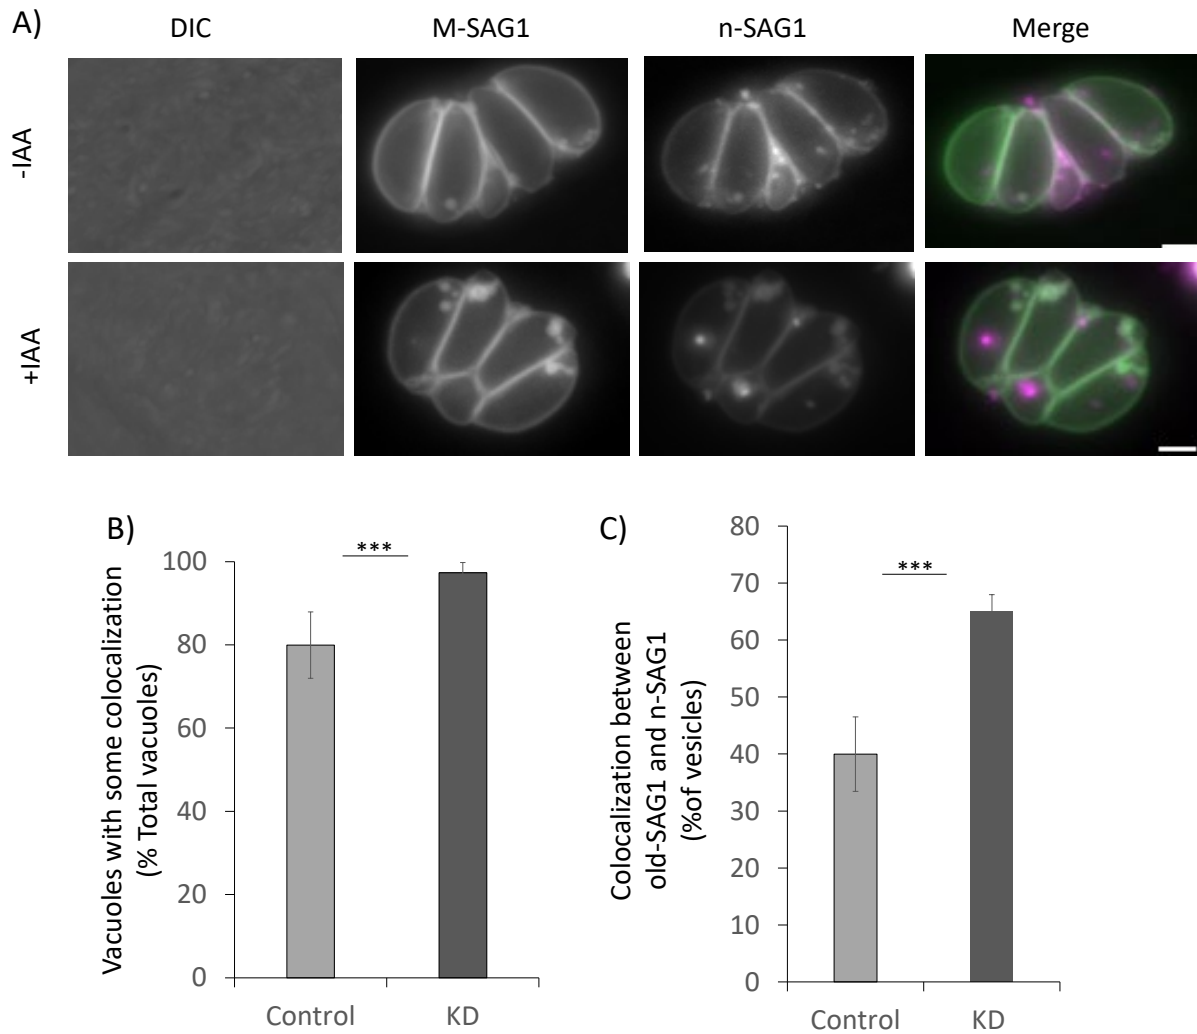 A)
DIC
M-SAG1
n-SAG1
Merge
-IAA
+IAA
B)
Vacuoles with some colocalization
(% Total vacuoles)
100
80
60
40
20
0
***
Control
KD
C)
Colocalization between
old-SAG1 and n-SAG1
(%of vesicles)
80
70
60
50
40
30
20
10
0
***
Control
KD